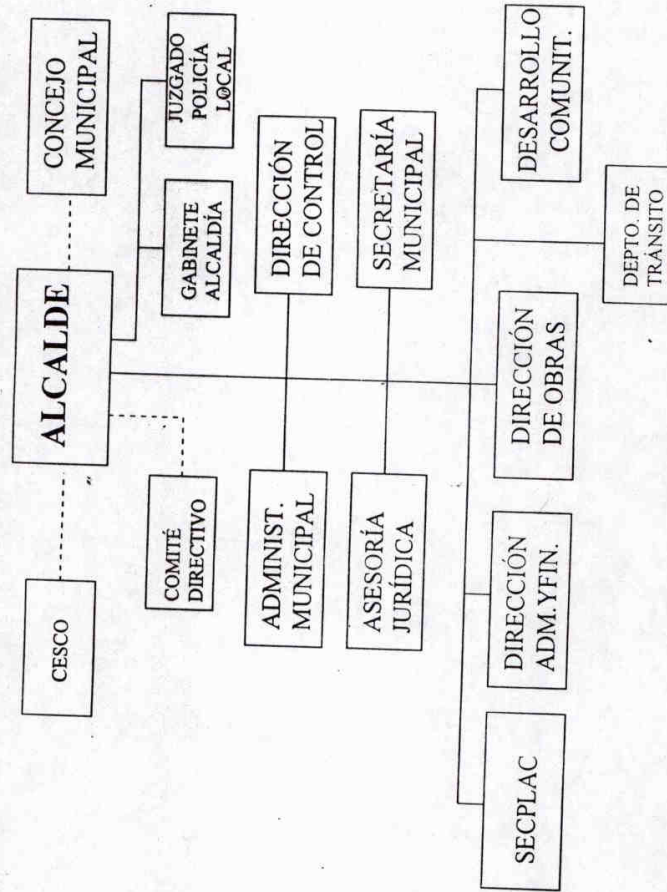 ALCALDE
CONCEJO
MUNICIPAL
CESCO
COMITÉ
DIRECTIVO
GABINETE
ALCALDÍA
JUZGADO
POLICÍA
LOCAL
ADMINIST.
MUNICIPAL
DIRECCIÓN
DE CONTROL
ASESORÍA
JURÍDICA
SECRETARÍA
MUNICIPAL
SECPLAC
DIRECCIÓN
ADM.YFIN.
DIRECCIÓN
DE OBRAS
DEPTO. DE
TRÁNSITO
DESARROLLO
COMUNIT.